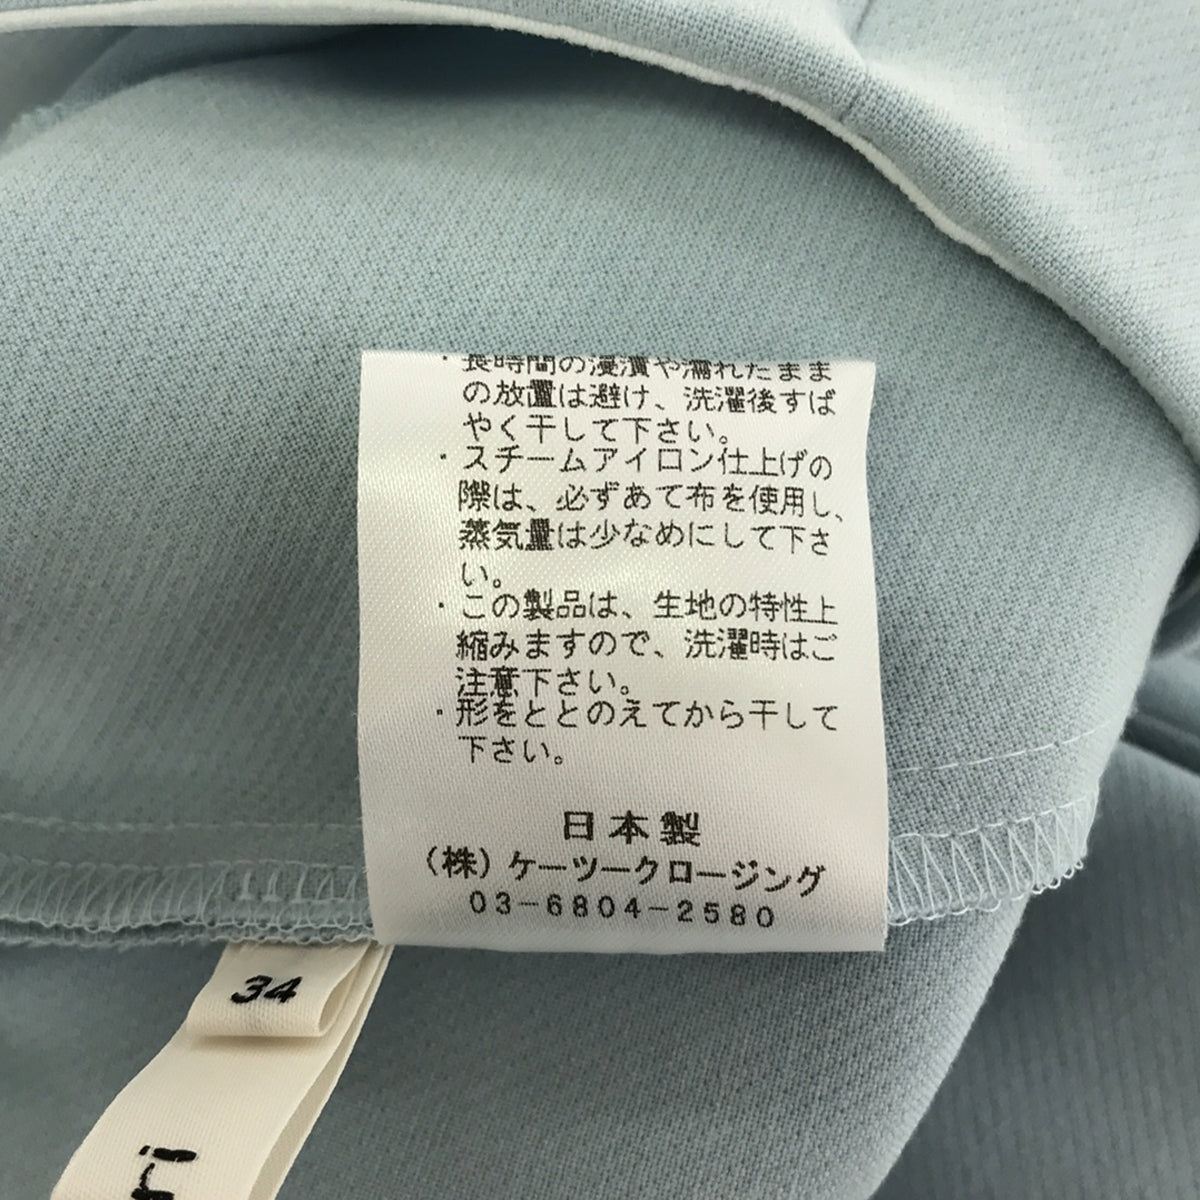 ・長時間の浸漬や濡れたまま
の放置は避け、洗濯後すば
やく干して下さい。
・スチームアイロン仕上げの
際は、必ずあて布を使用し、
蒸気量は少なめにして下さ
い。
・この製品は、生地の特性上
縮みますので、洗濯時はご
注意下さい。
・形をととのえてから干して
下さい。
日本製
(株)ケーツークロージング
03-6804-2580
34
ri